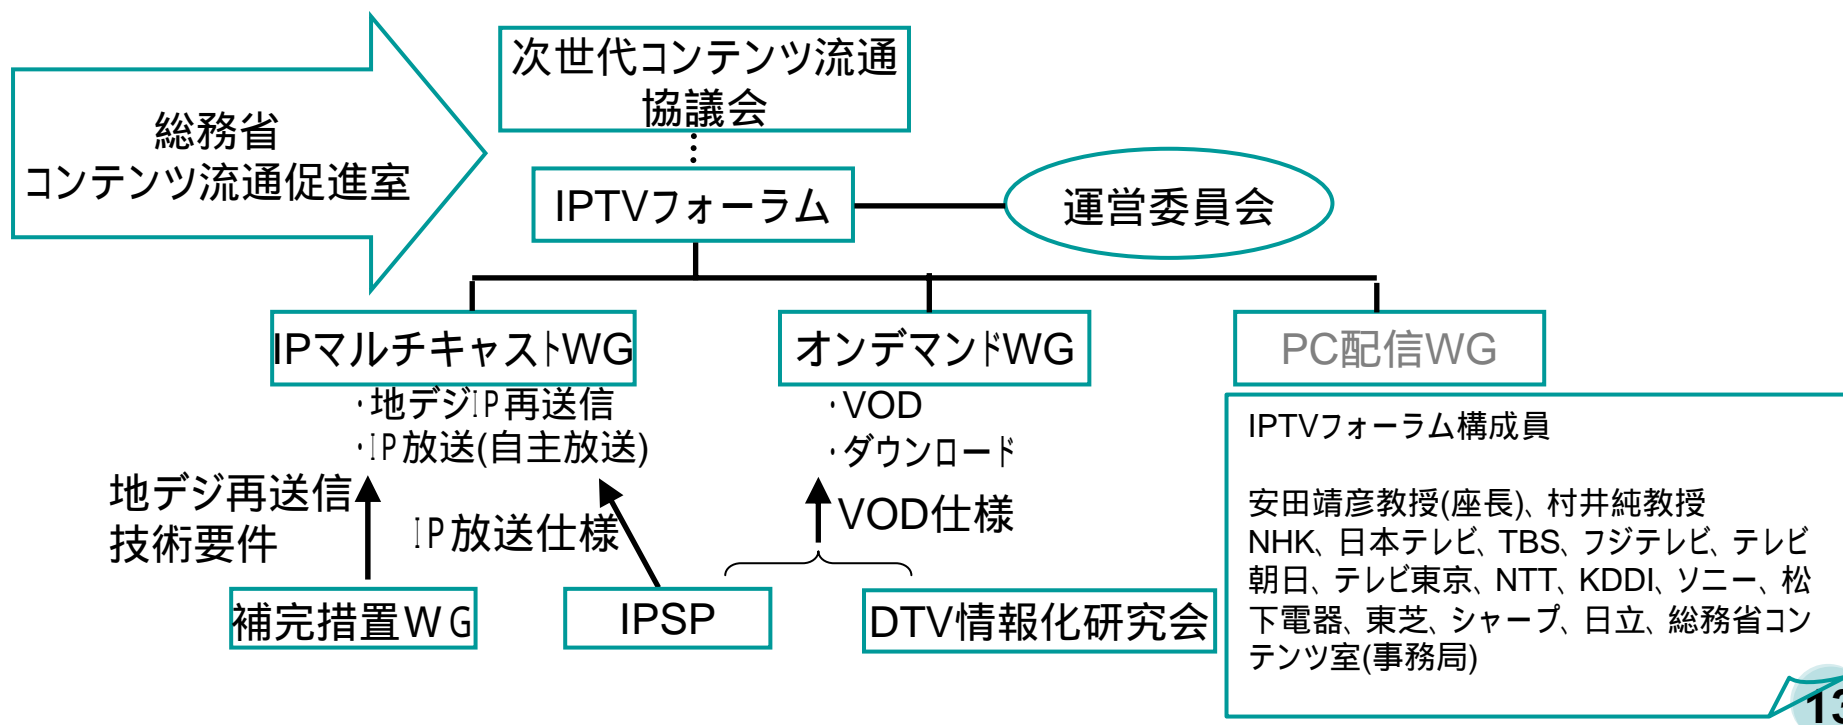 次世代コンテンツ流通
協議会
総務省
コンテンツ流通促進室
IPTVフォーラム
運営委員会
IPマルチキャストWG
・地デジIP再送信
・IP放送(自主放送)
オンデマンドWG
・VOD
・ダウンロード
PC配信WG
地デジ再送信
技術要件
IP放送仕様
VOD仕様
補完措置WG
IPSP
DTV情報化研究会
IPTVフォーラム構成員
安田靖彦教授(座長)、村井純教授
NHK、日本テレビ、TBS、フジテレビ、テレビ
朝日、テレビ東京、NTT、KDDI、ソニー、松
下電器、東芝、シャープ、日立、総務省コン
テンツ室(事務局)
13